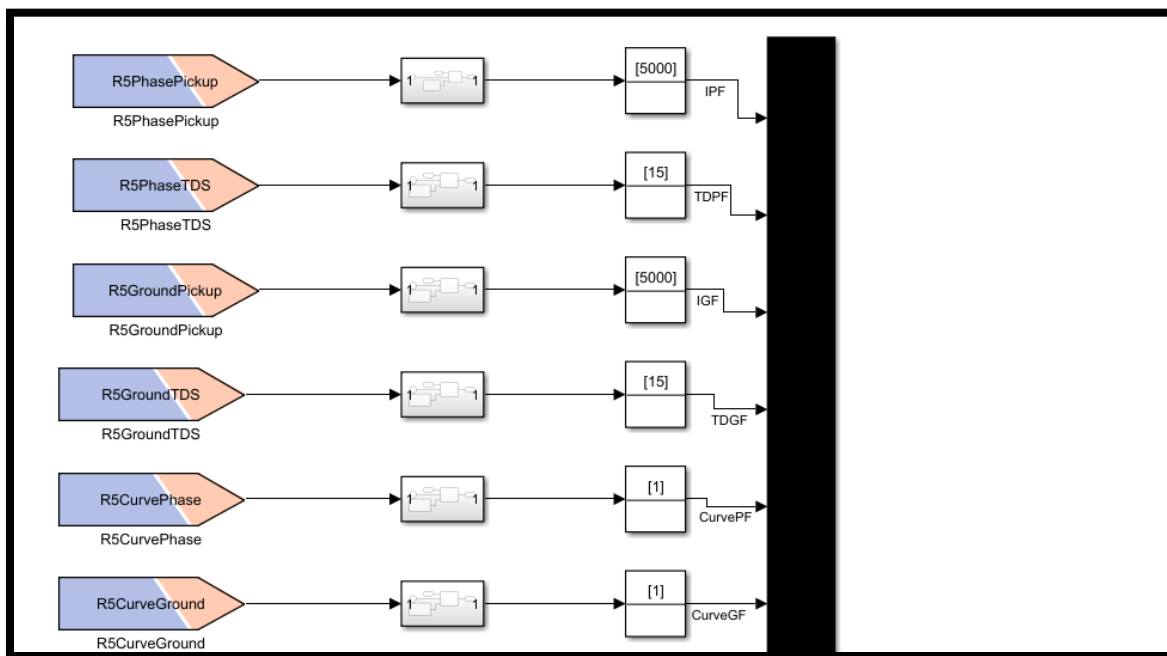 R5PhasePickup
1 1
[5000]
IPF
R5PhasePickup
R5PhaseTDS
1 1
[15]
TDPF
R5PhaseTDS
R5GroundPickup
1 1
[5000]
IGF
R5GroundPickup
R5GroundTDS
1 1
[15]
TDGF
R5GroundTDS
R5CurvePhase
1 1
[1]
CurvePF
R5CurvePhase
R5CurveGround
1 1
[1]
CurveGF
R5CurveGround